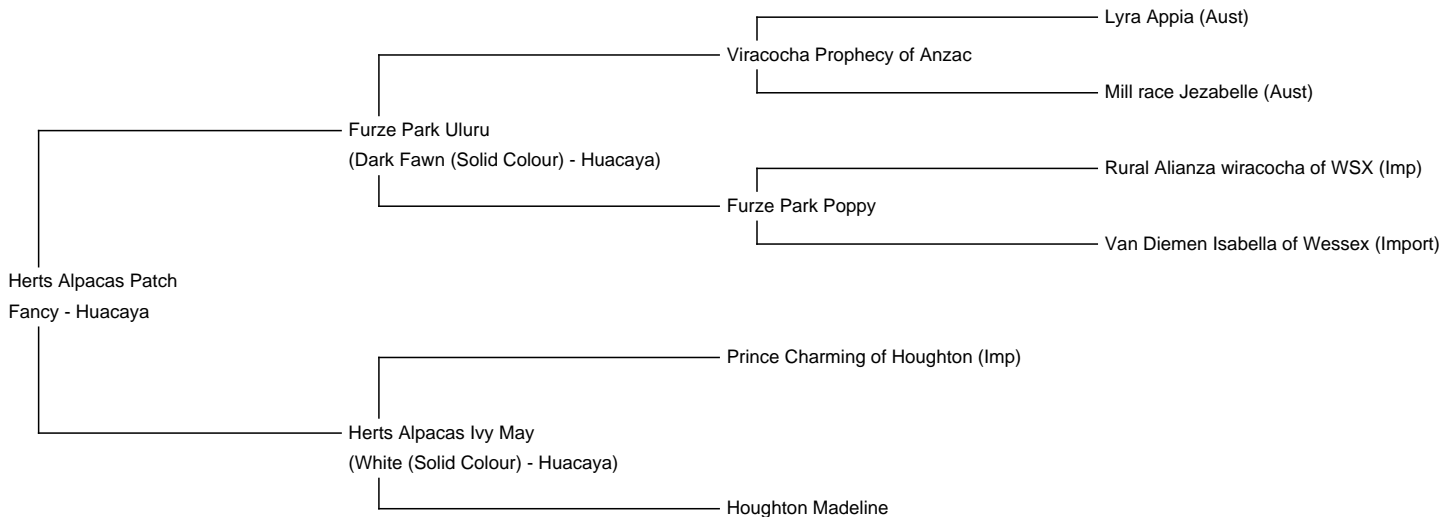 Lyra Appia (Aust)
Viracocha Prophecy of Anzac
Mill race Jezabelle (Aust)
Furze Park Uluru
(Dark Fawn (Solid Colour) - Huacaya)
Rural Alianza wiracocha of WSX (Imp)
Furze Park Poppy
Van Diemen Isabella of Wessex (Import)
Herts Alpacas Patch
Fancy - Huacaya
Prince Charming of Houghton (Imp)
Herts Alpacas Ivy May
(White (Solid Colour) - Huacaya)
Houghton Madeline